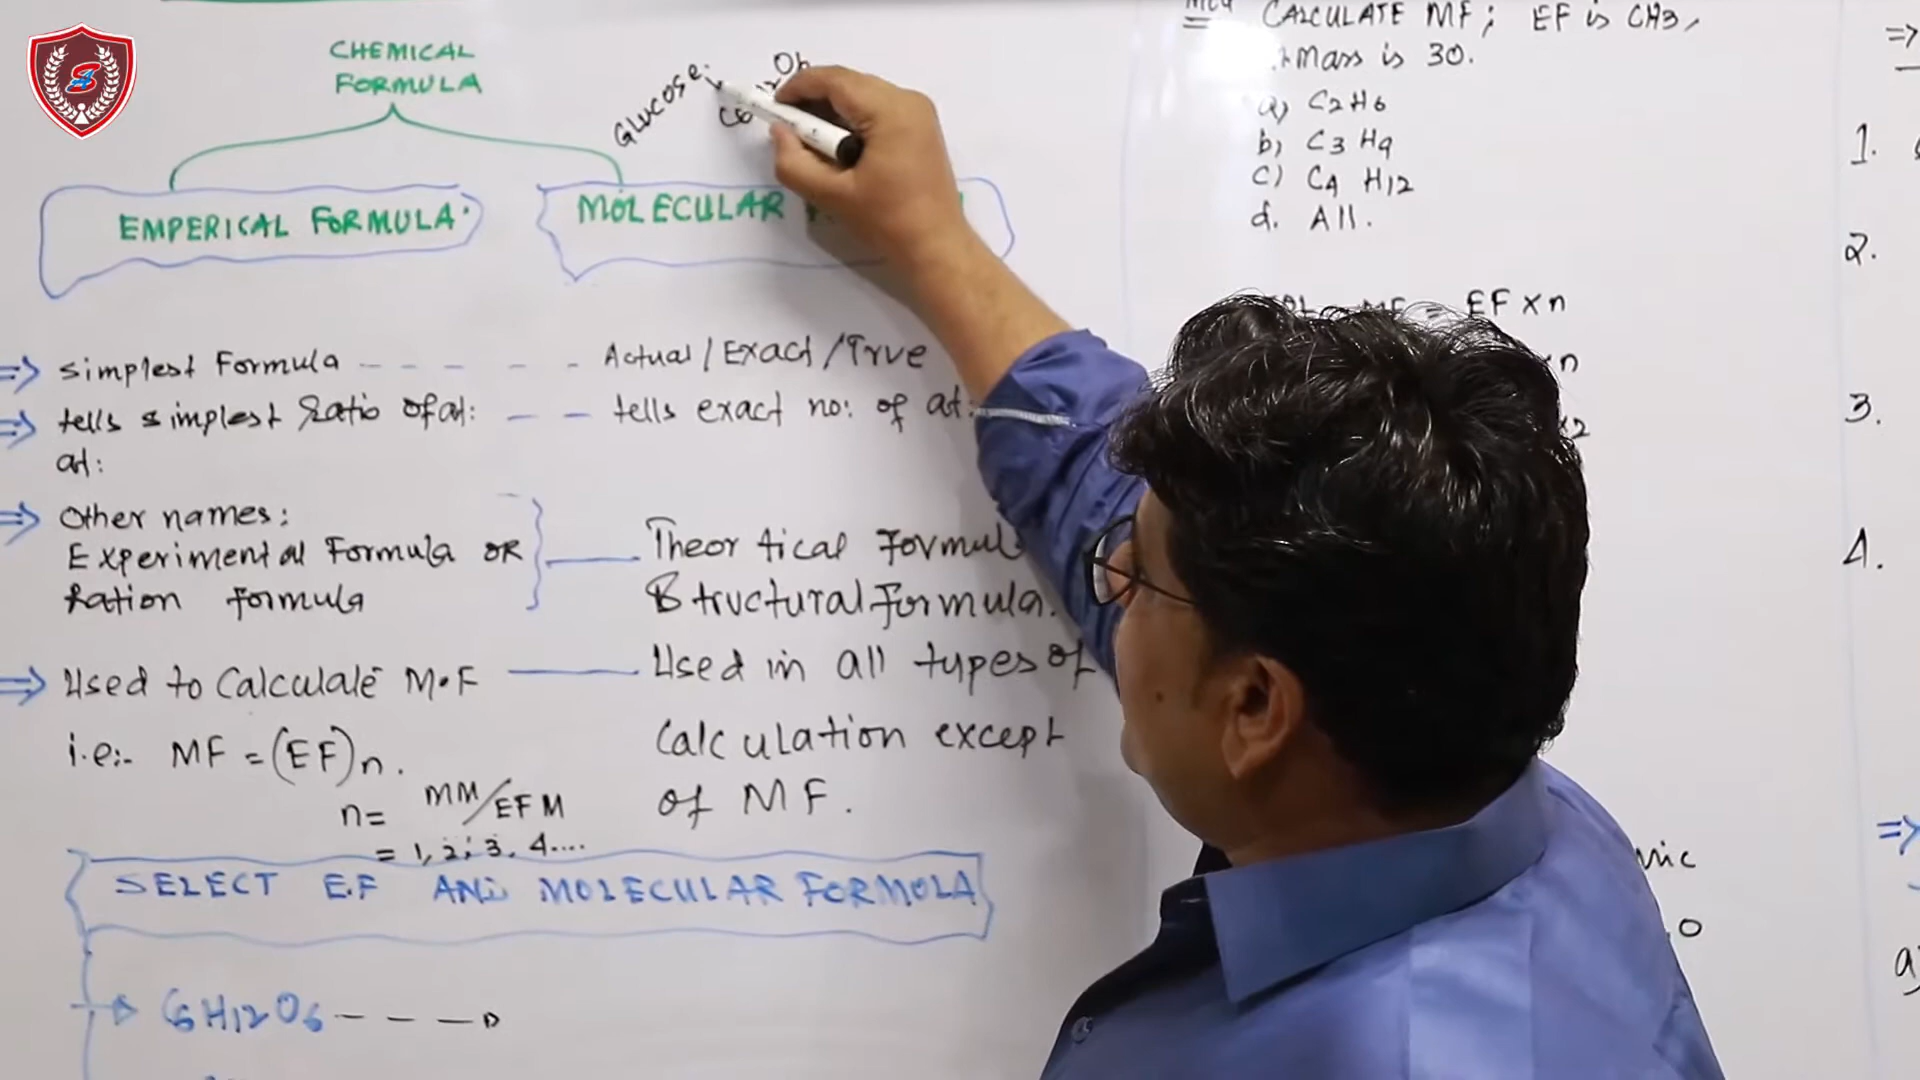 CHEMICAL
FORMULA
Glucose.
EMPERICAL FORMULA.
MOLECULAR
=> simplest Formula - - - - - Actual / Exact / True
=> tells simplest Ratio of at: - - tells exact no: of at:
at:
=> Other names:
Experimental Formula OR
Ration formula
Theortical Formul
Structural Formula.
=> Used to Calculate M.F
Used in all types of
Calculation except
of MF.
i.e:- MF = (EF)n.
n= MM/EFM
= 1, 2, 3, 4....
SELECT E.F AND MOLECULAR FORMOLA
C6H12O6 - - - -
MCQ CALCULATE MF; EF is CH3,
Mass is 30.
a) C2H6
b) C3H9
c) C4H12
d. All.
MF = EF x n
n
=>
1.
2.
3.
4.
=>
a)